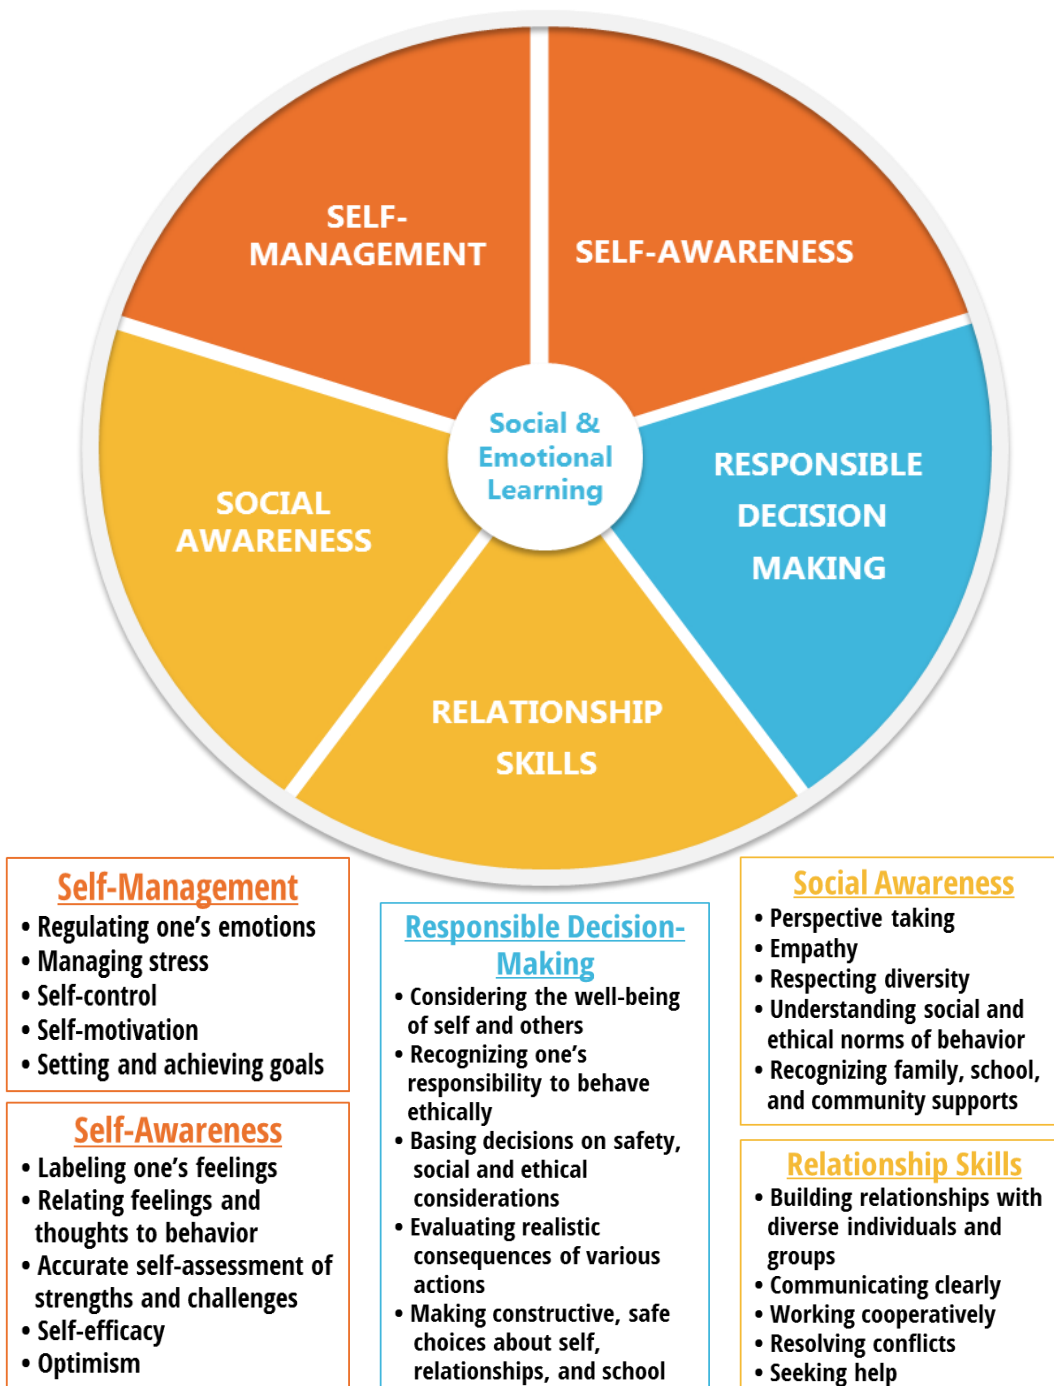 SELF-
MANAGEMENT
SELF-AWARENESS
Social &
Emotional
Learning
RESPONSIBLE
DECISION
MAKING
SOCIAL
AWARENESS
RELATIONSHIP
SKILLS
Self-Management
• Regulating one’s emotions
• Managing stress
• Self-control
• Self-motivation
• Setting and achieving goals
Self-Awareness
• Labeling one’s feelings
• Relating feelings and
thoughts to behavior
• Accurate self-assessment of
strengths and challenges
• Self-efficacy
• Optimism
Responsible Decision-
Making
• Considering the well-being
of self and others
• Recognizing one’s
responsibility to behave
ethically
• Basing decisions on safety,
social and ethical
considerations
• Evaluating realistic
consequences of various
actions
• Making constructive, safe
choices about self,
relationships, and school
Social Awareness
• Perspective taking
• Empathy
• Respecting diversity
• Understanding social and
ethical norms of behavior
• Recognizing family, school,
and community supports
Relationship Skills
• Building relationships with
diverse individuals and
groups
• Communicating clearly
• Working cooperatively
• Resolving conflicts
• Seeking help